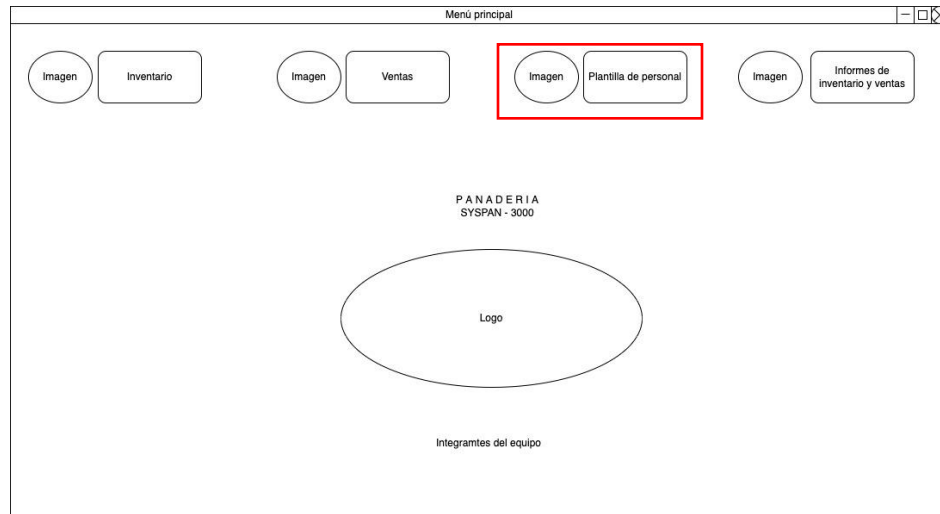 Menú principal
Imagen
Inventario
Imagen
Ventas
Imagen
Plantilla de personal
Imagen
Informes de
inventario y ventas
P A N A D E R I A
SYSPAN - 3000
Logo
Integramtes del equipo